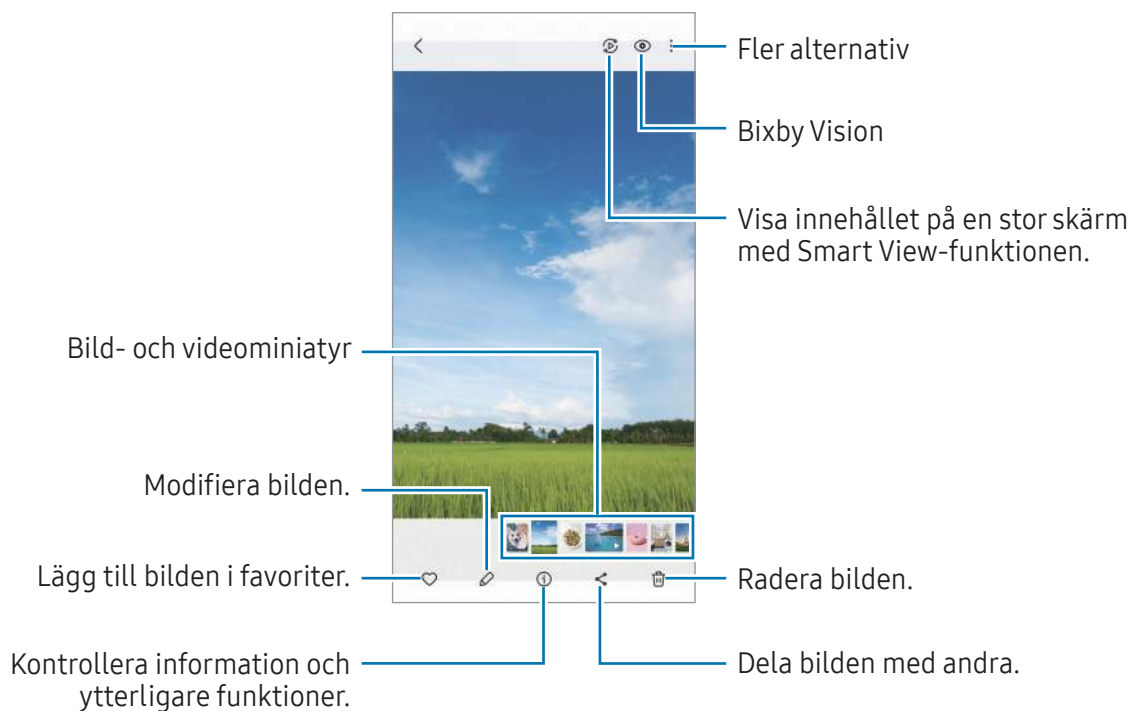 Fler alternativ
Bixby Vision
Visa innehållet på en stor skärm
med Smart View-funktionen.
Bild- och videominiatyr
Modifiera bilden.
Lägg till bilden i favoriter.
Radera bilden.
Kontrollera information och
ytterligare funktioner.
Dela bilden med andra.